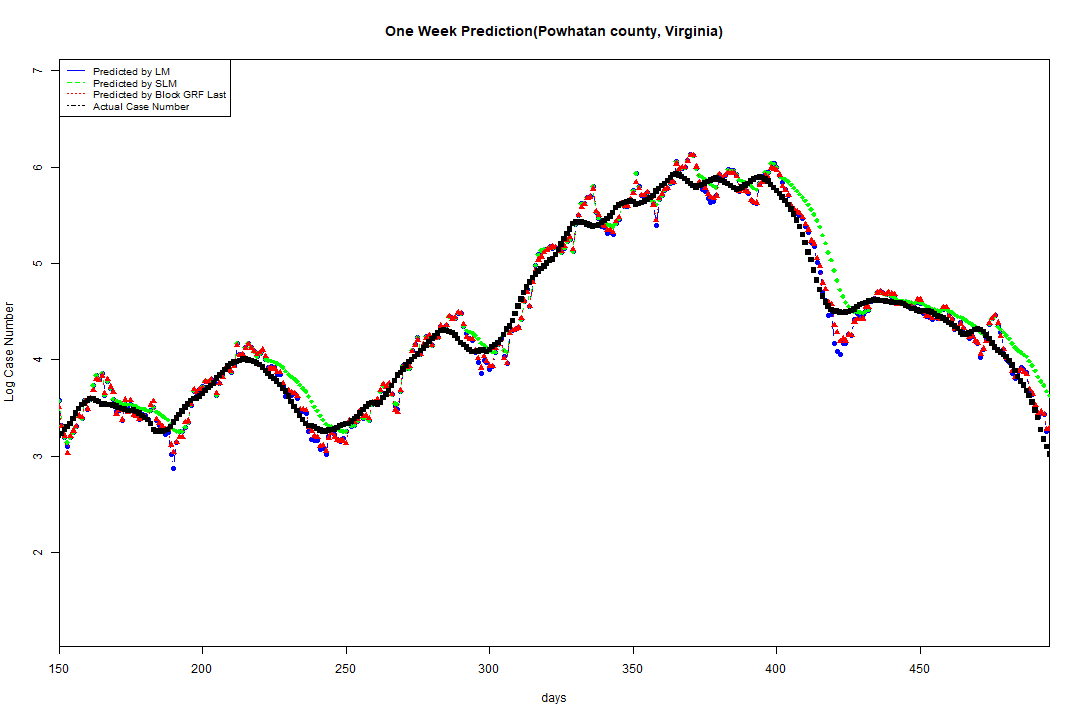 One Week Prediction(Powhatan county, Virginia)
Predicted by LM
Predicted by SLM
Predicted by Block GRF Last
Actual Case Number
7
6
5
4
3
2
Log Case Number
150 200 250 300 350 400 450
days